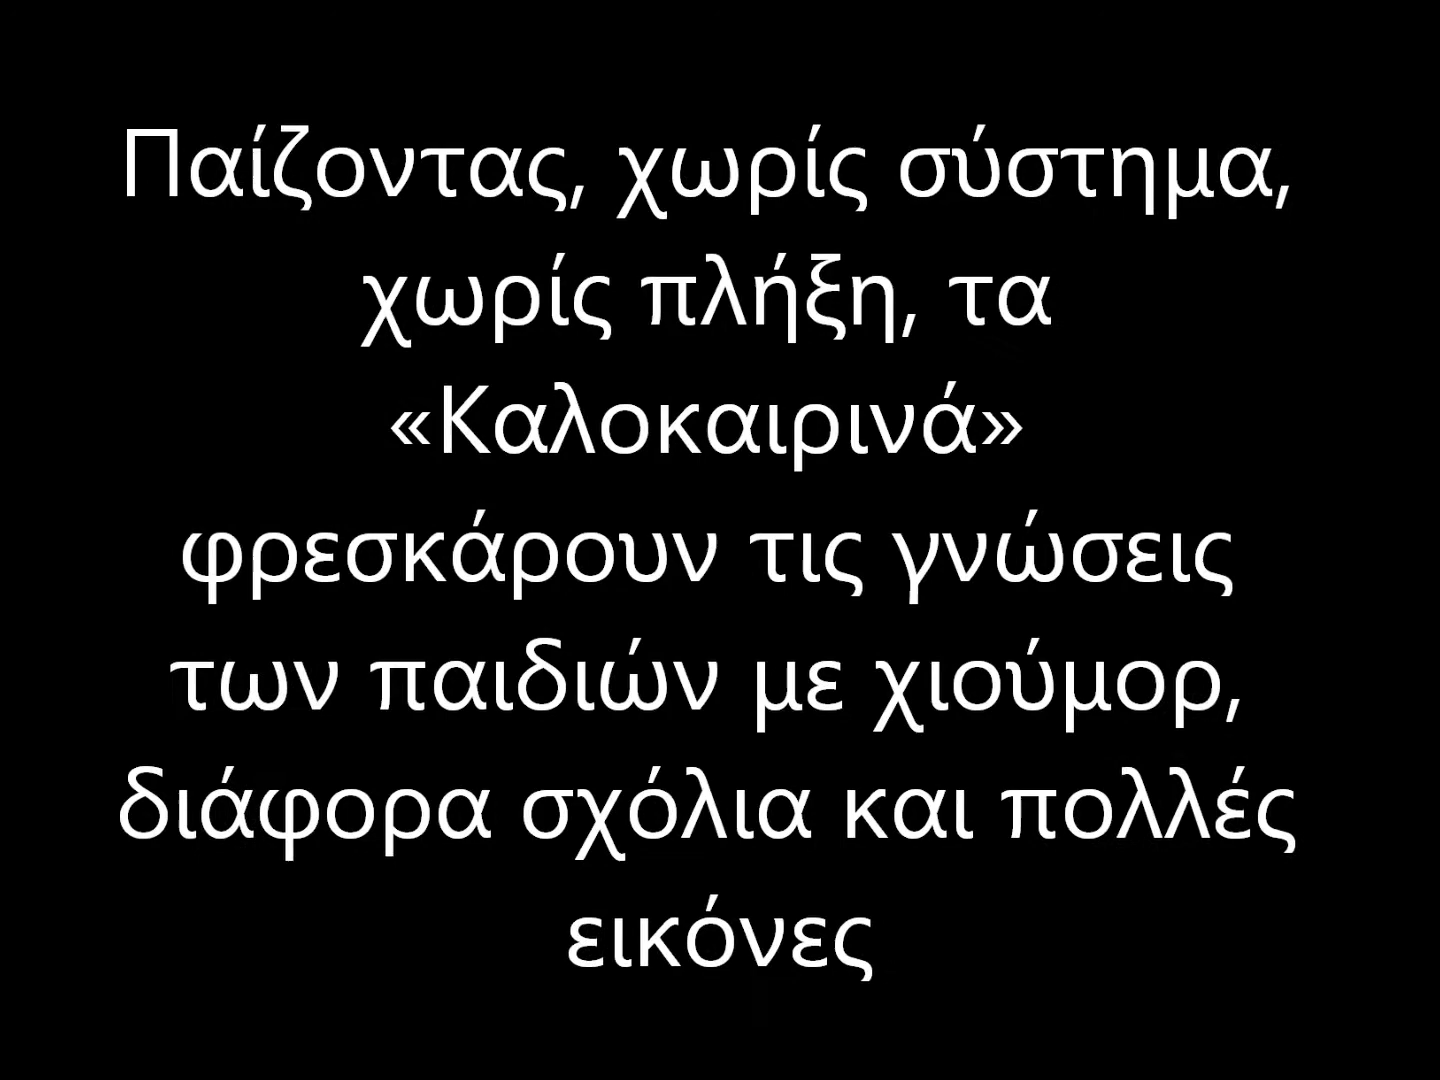 Παίζοντας, χωρίς σύστημα,
χωρίς πλήξη, τα
«Καλοκαιρινά»
φρεσκάρουν τις γνώσεις
των παιδιών με χιούμορ,
διάφορα σχόλια και πολλές
εικόνες